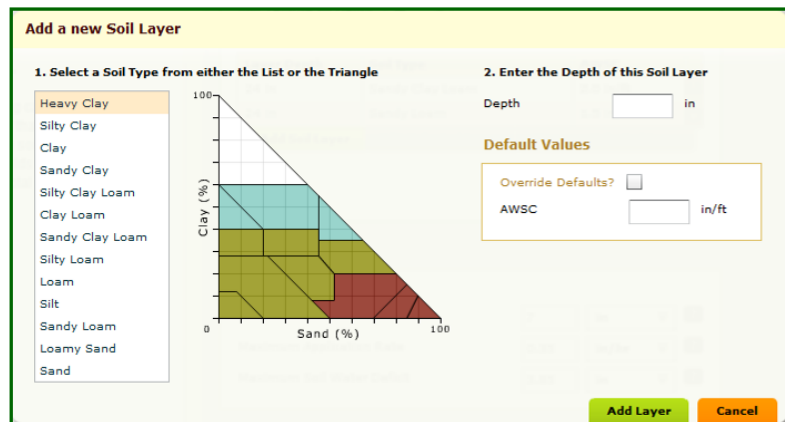 Add a new Soil Layer
1. Select a Soil Type from either the List or the Triangle
Heavy Clay
Silty Clay
Clay
Sandy Clay
Silty Clay Loam
Clay Loam
Sandy Clay Loam
Silty Loam
Loam
Silt
Sandy Loam
Loamy Sand
Sand
100
Clay (%)
0
Sand (%)
100
2. Enter the Depth of this Soil Layer
Depth in
Default Values
Override Defaults?
AWSC in/ft
Add Layer Cancel